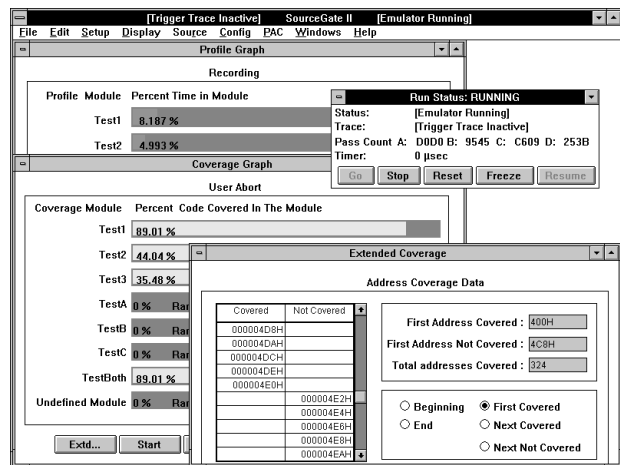 [Trigger Trace Inactive] SourceGate II [Emulator Running]
File Edit Setup Display Source Config PAC Windows Help
Profile Graph
Recording
Profile Module Percent Time in Module
Test1 8.187 %
Test2 4.993 %
Run Status: RUNNING
Status: [Emulator Running]
Trace: [Trigger Trace Inactive]
Pass Count A: D0D0 B: 9545 C: C609 D: 253B
Timer: 0 µsec
Go Stop Reset Freeze Resume
Coverage Graph
User Abort
Coverage Module Percent Code Covered In The Module
Test1 89.01 %
Test2 44.04 %
Test3 35.48 %
TestA 0 % Ran
TestB 0 % Ran
TestC 0 % Ran
TestBoth 89.01 %
Undefined Module 0 % Ran
Extd... Start
Extended Coverage
Address Coverage Data
Covered Not Covered
000004D8H
000004DAH
000004DCH
000004DEH
000004E0H
000004E2H
000004E4H
000004E6H
000004E8H
000004EAH
First Address Covered : 400H
First Address Not Covered : 4C8H
Total addresses Covered : 324
Beginning First Covered
End Next Covered
Next Not Covered